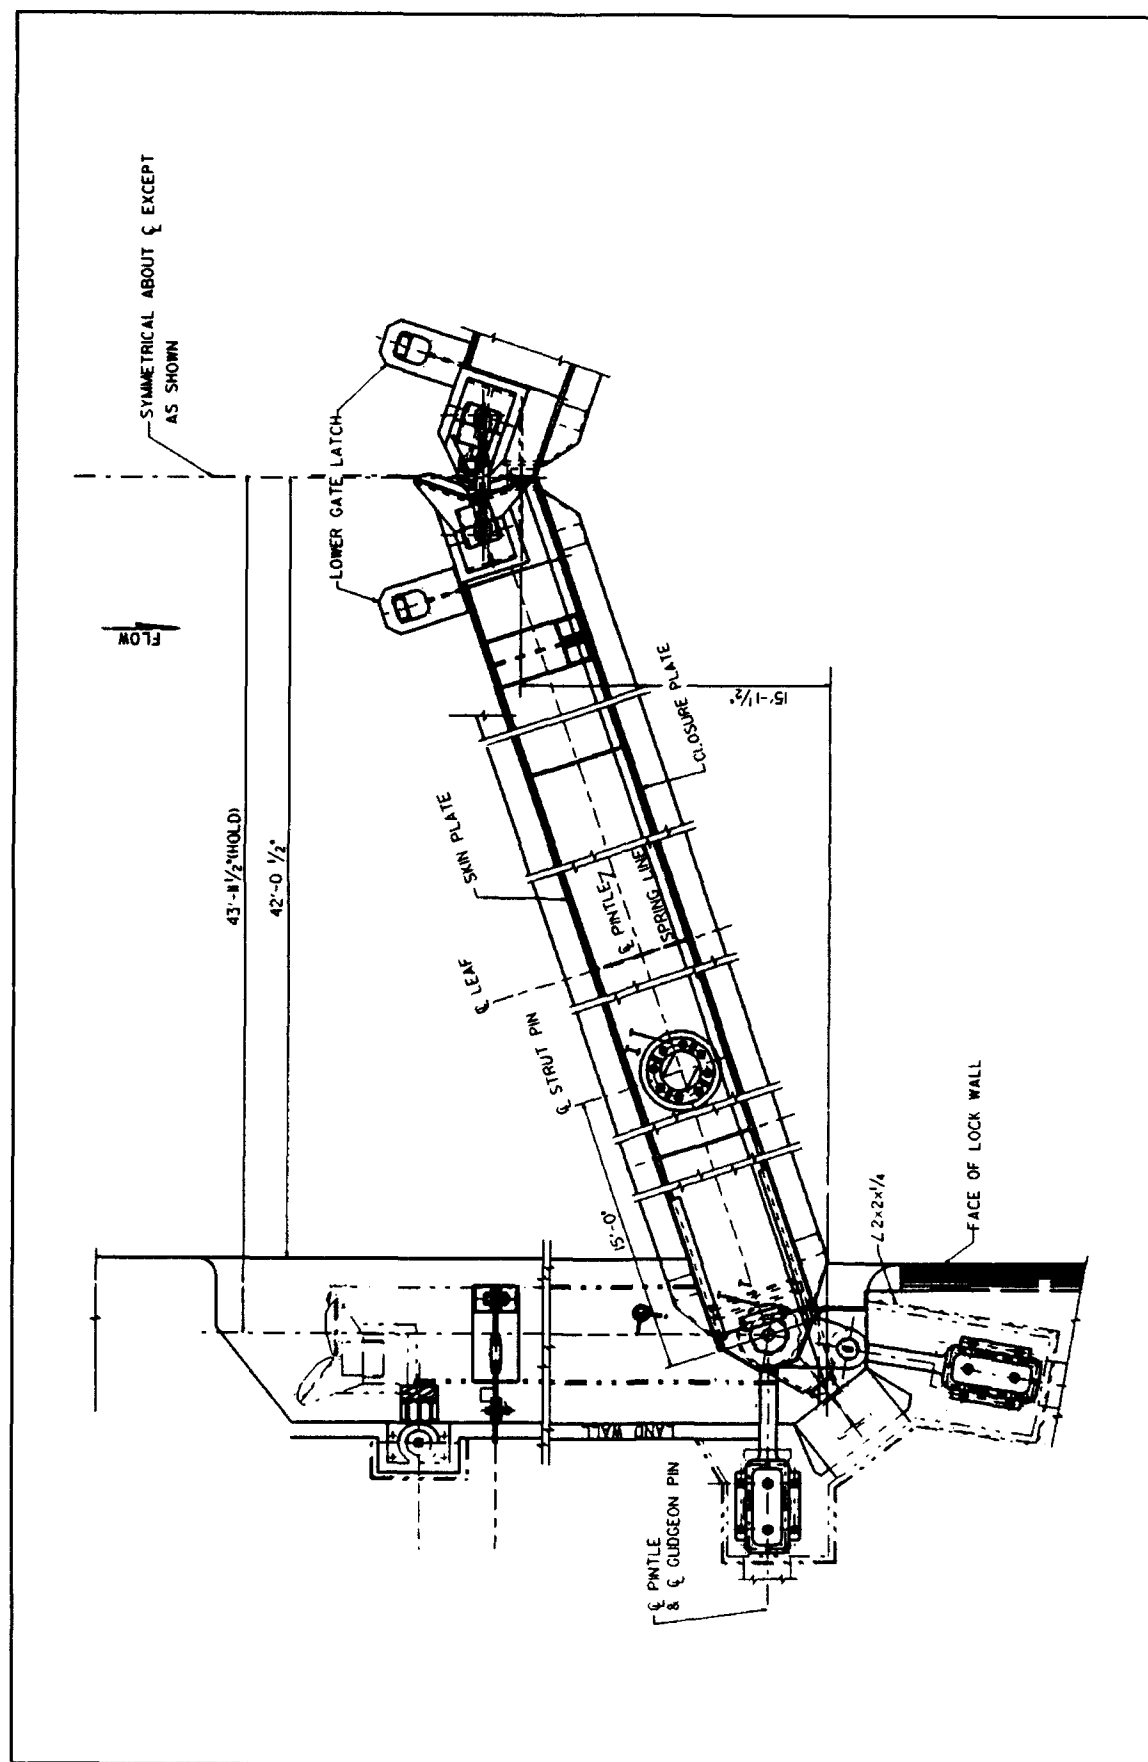 SYMMETRICAL ABOUT ℄ EXCEPT
AS SHOWN
LOWER GATE LATCH
FLOW
43'-11 1/2"(HOLD)
42'-0 1/2"
SKIN PLATE
℄ LEAF
℄ STRUT PIN
15'-0"
℄ PINTLE
SPRING LINE
CLOSURE PLATE
15'-1 1/2"
FACE OF LOCK WALL
∠ 2x2x1/4
LAND WALL
℄ PINTLE
& ℄ GUDGEON PIN